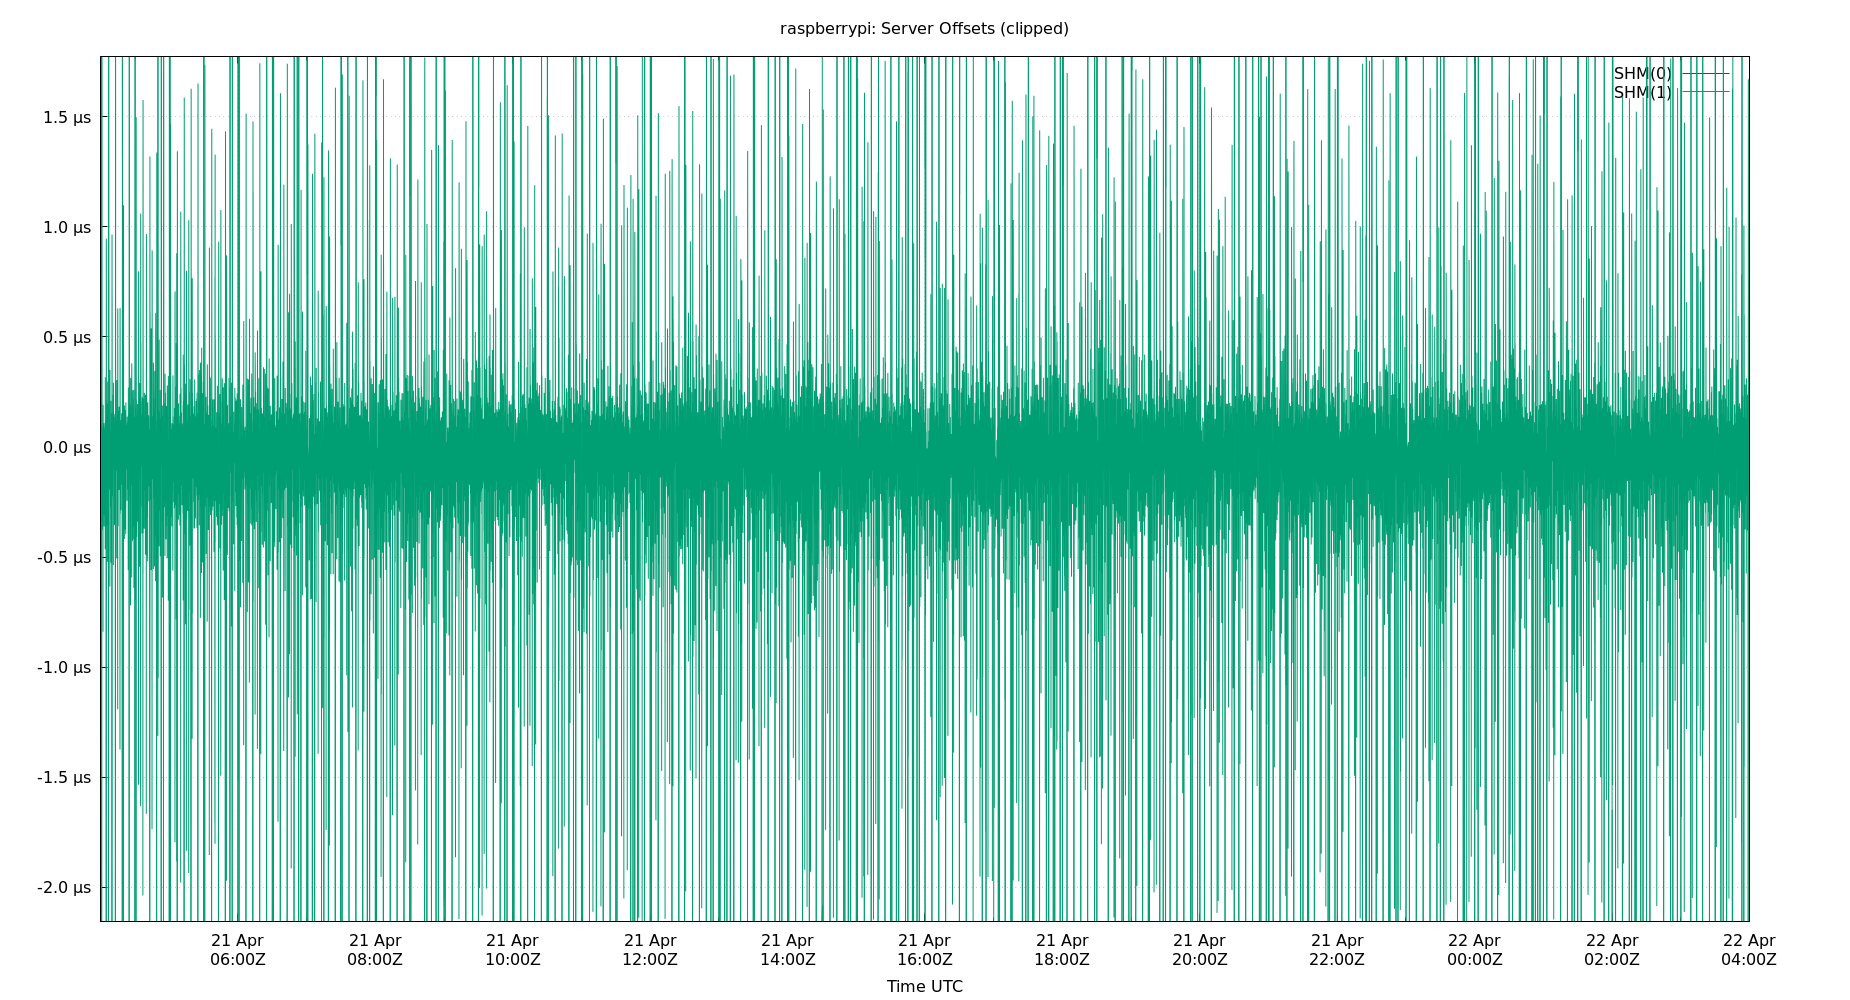 raspberrypi: Server Offsets (clipped)
SHM(0)
SHM(1)
1.5 µs
1.0 µs
0.5 µs
0.0 µs
-0.5 µs
-1.0 µs
-1.5 µs
-2.0 µs
21 Apr 21 Apr 21 Apr 21 Apr 21 Apr 21 Apr 21 Apr 21 Apr 21 Apr 22 Apr 22 Apr 22 Apr
06:00Z 08:00Z 10:00Z 12:00Z 14:00Z 16:00Z 18:00Z 20:00Z 22:00Z 00:00Z 02:00Z 04:00Z
Time UTC